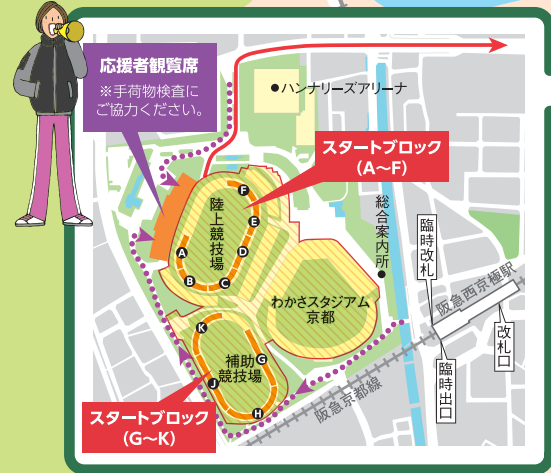 応援者観覧席
※手荷物検査に
ご協力ください。
ハンナリーズアリーナ
スタートブロック
(A~F)
陸上競技場
F
E
D
C
B
A
総合案内所
わかさスタジアム
京都
臨時改札
阪急西京極駅
改札口
臨時出口
阪急京都線
補助
競技場
K
G
J
H
スタートブロック
(G~K)